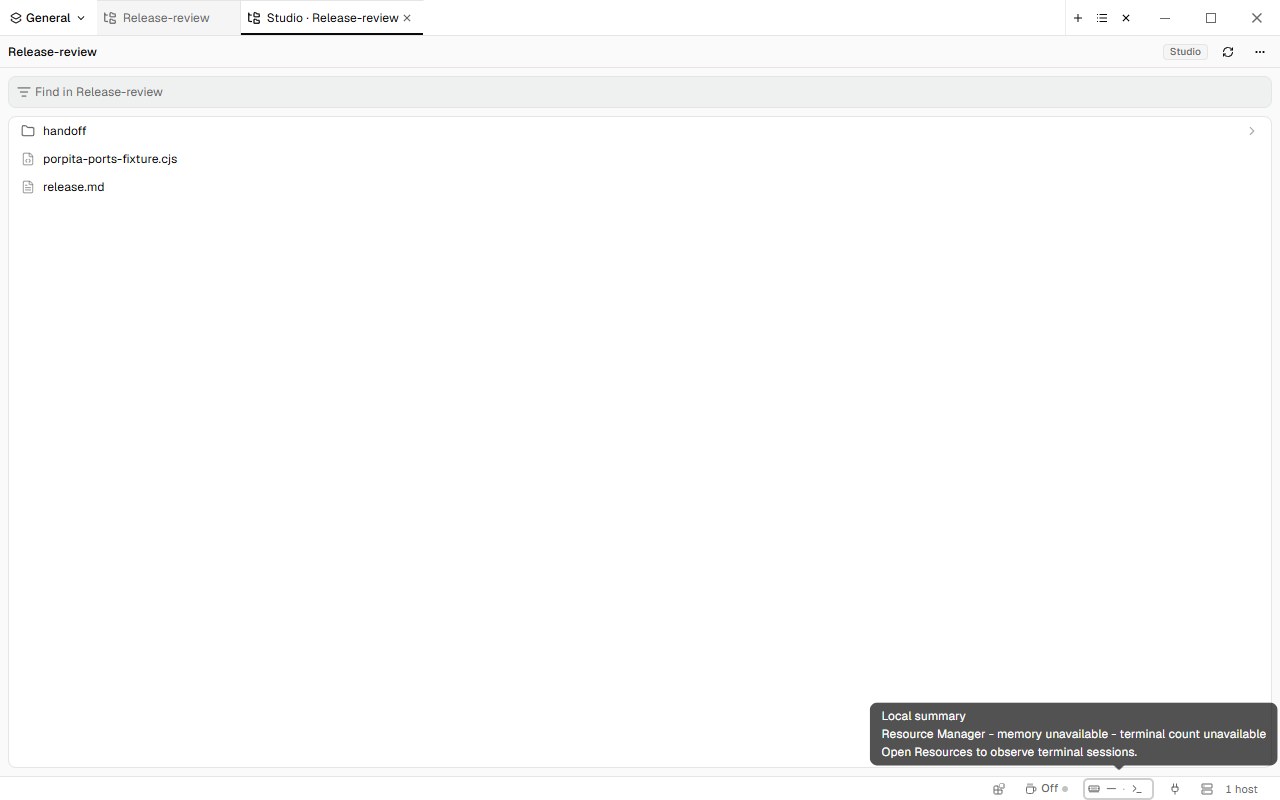 General
Release-review
Studio · Release-review
Release-review
Studio
Find in Release-review
handoff
porpita-ports-fixture.cjs
release.md
Local summary
Resource Manager – memory unavailable – terminal count unavailable
Open Resources to observe terminal sessions.
Off
— ·
1 host